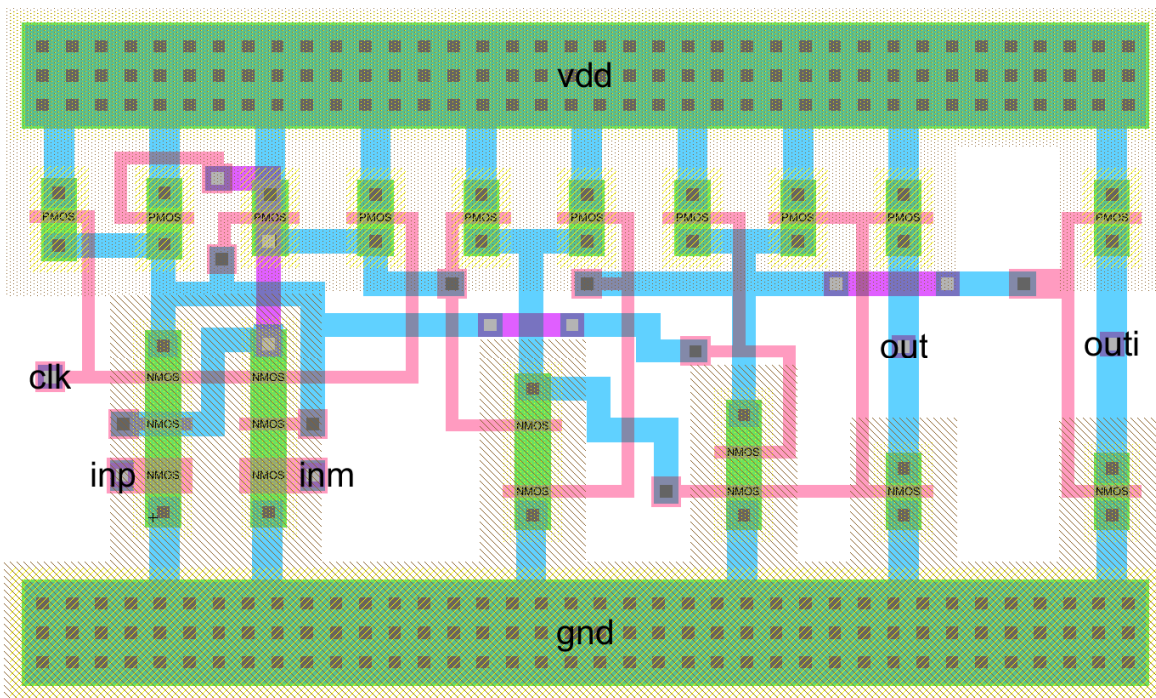 vdd
PMOS PMOS PMOS PMOS PMOS PMOS PMOS PMOS PMOS PMOS
out outi
clk NMOS NMOS
NMOS NMOS NMOS
NMOS
inp NMOS NMOS inm
NMOS NMOS NMOS NMOS
gnd